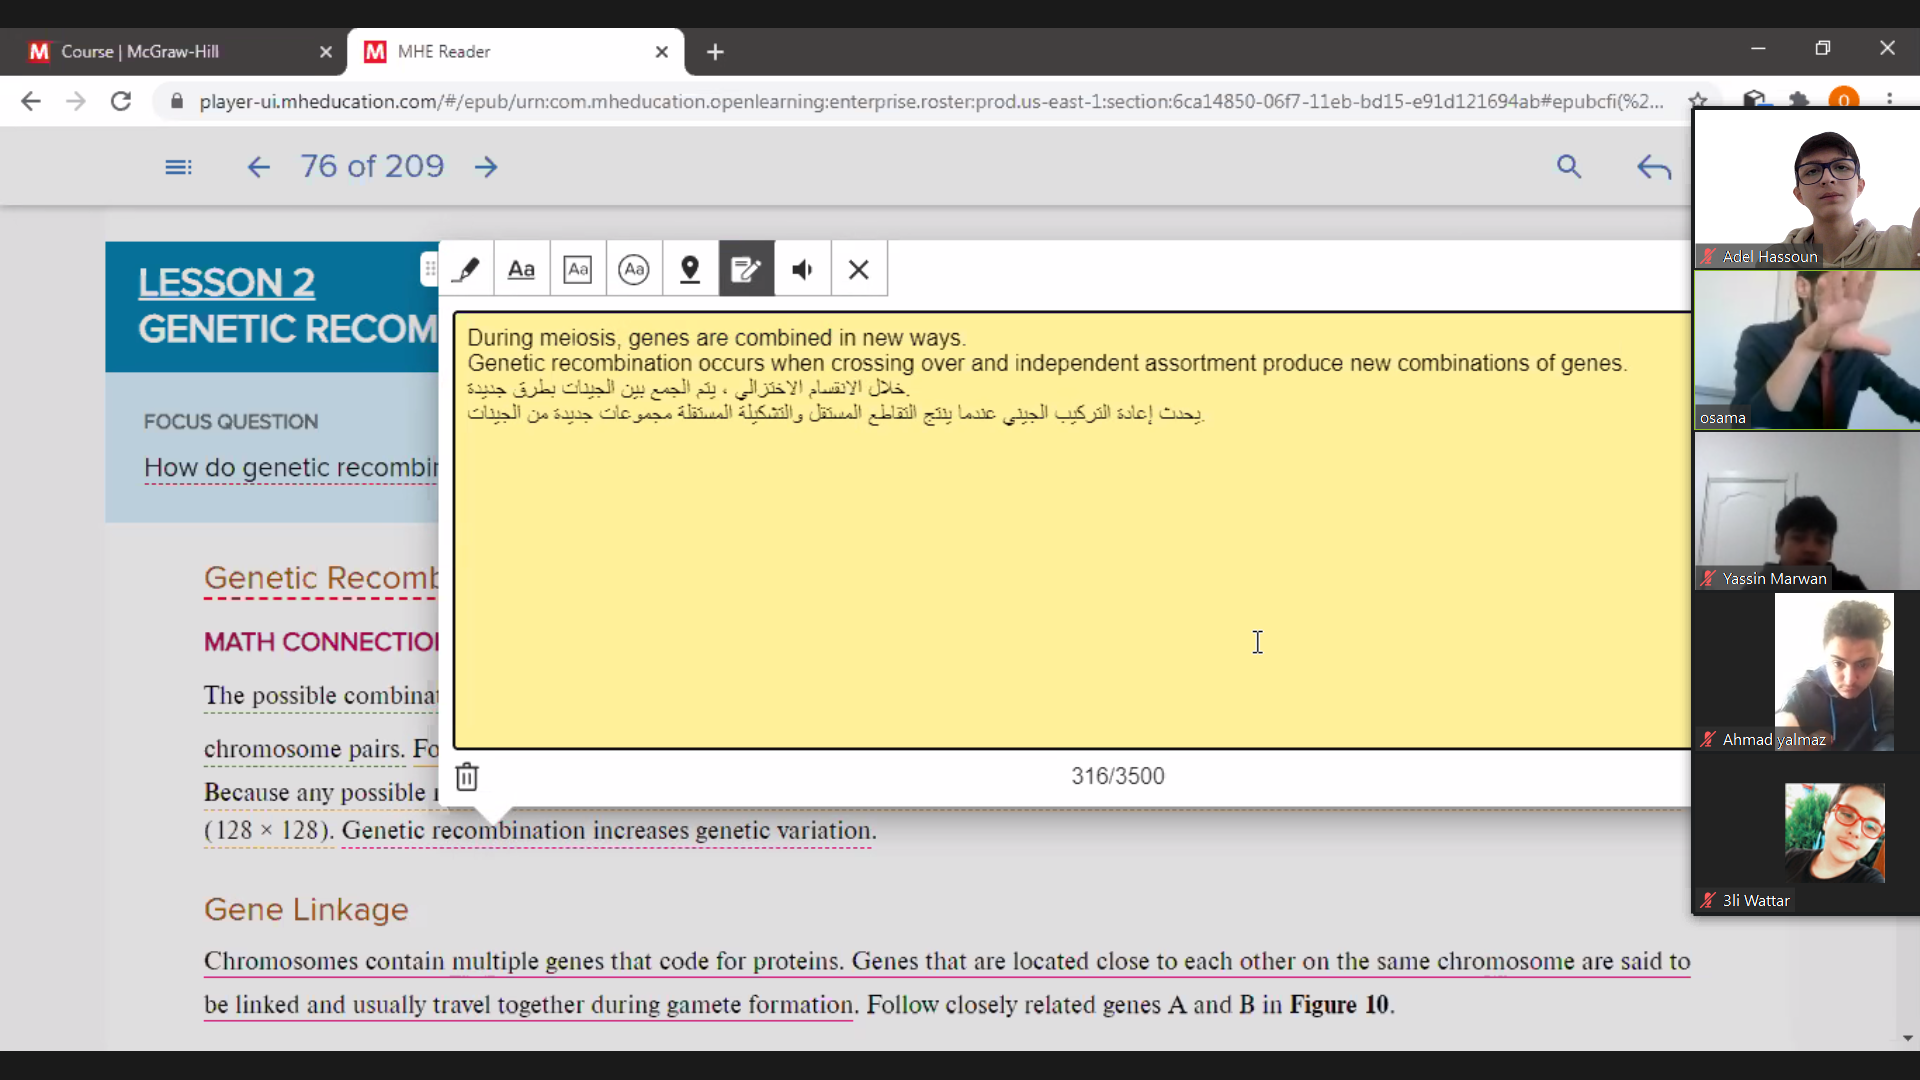 Course | McGraw-Hill
MHE Reader
player-ui.mheducation.com/#/epub/urn:com.mheducation.openlearning:enterprise.roster:prod.us-east-1:section:6ca14850-06f7-11eb-bd15-e91d121694ab#epubcfi(%2...
76 of 209
LESSON 2
GENETIC RECOM
FOCUS QUESTION
How do genetic recombin
During meiosis, genes are combined in new ways.
Genetic recombination occurs when crossing over and independent assortment produce new combinations of genes.
خلال الانقسام الاختزالي ، يتم الجمع بين الجينات بطرق جديدة.
يحدث إعادة التركيب الجيني عندما ينتج التقاطع المستقل والتشكيلة المستقلة مجموعات جديدة من الجينات.
316/3500
Genetic Recomb
MATH CONNECTION
The possible combinat
chromosome pairs. Fo
Because any possible
(128 × 128). Genetic recombination increases genetic variation.
Gene Linkage
Chromosomes contain multiple genes that code for proteins. Genes that are located close to each other on the same chromosome are said to
be linked and usually travel together during gamete formation. Follow closely related genes A and B in Figure 10.
Adel Hassoun
osama
Yassin Marwan
Ahmad yalmaz
3li Wattar